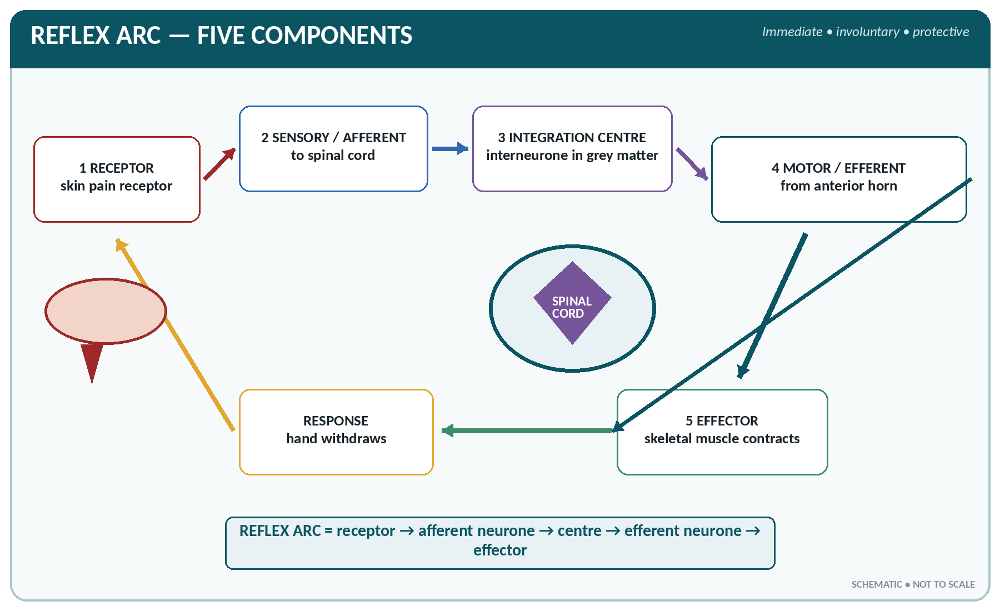 REFLEX ARC — FIVE COMPONENTS
Immediate • involuntary • protective
1 RECEPTOR
skin pain receptor
2 SENSORY / AFFERENT
to spinal cord
3 INTEGRATION CENTRE
interneurone in grey matter
4 MOTOR / EFFERENT
from anterior horn
SPINAL
CORD
RESPONSE
hand withdraws
5 EFFECTOR
skeletal muscle contracts
REFLEX ARC = receptor → afferent neurone → centre → efferent neurone →
effector
SCHEMATIC • NOT TO SCALE